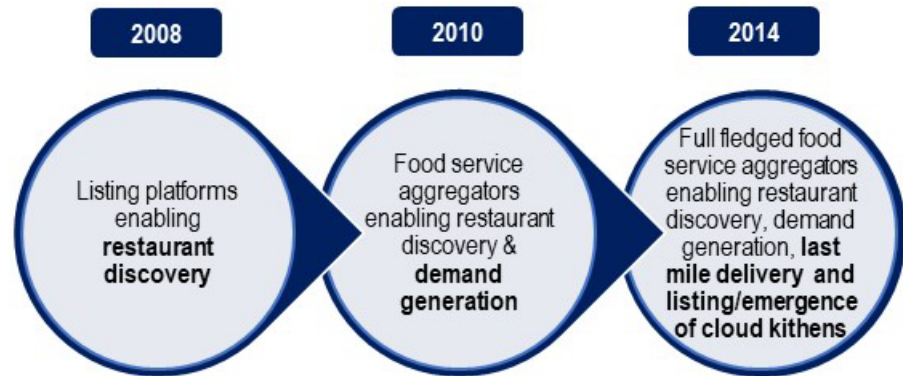 2008
Listing platforms
enabling
restaurant
discovery
2010
Food service
aggregators
enabling restaurant
discovery &
demand
generation
2014
Full fledged food
service aggregators
enabling restaurant
discovery, demand
generation, last
mile delivery and
listing/emergence
of cloud kithens